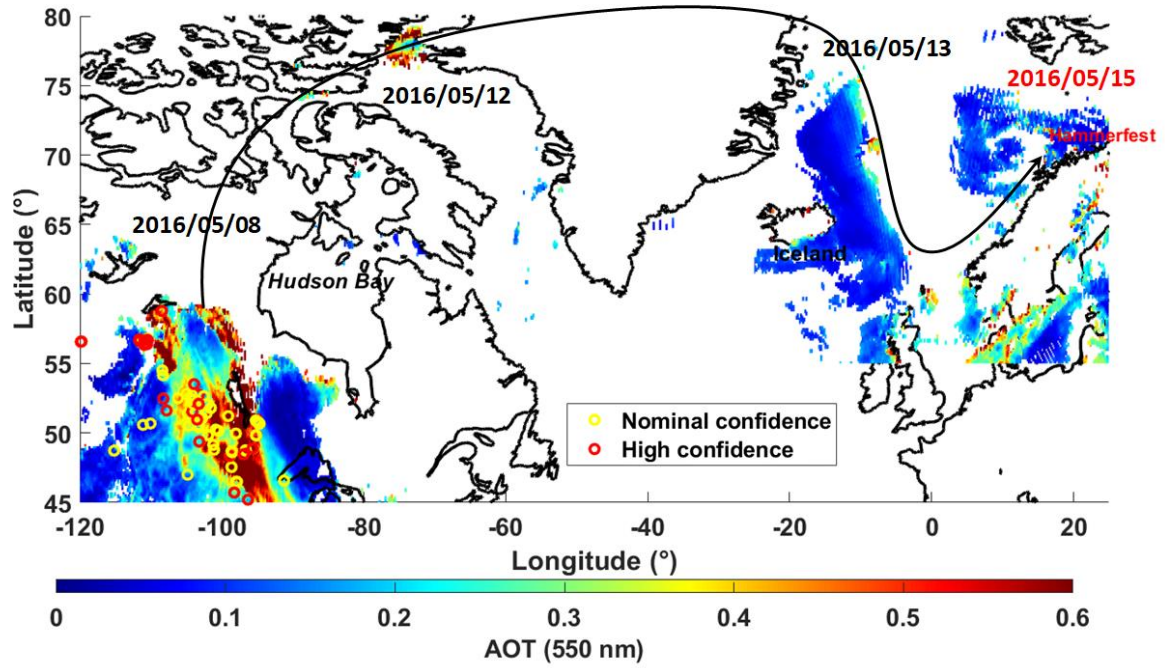 80
75
70
65
60
55
50
45
Latitude (°)
2016/05/13
2016/05/15
2016/05/12
Hammerfest
2016/05/08
Iceland
Hudson Bay
Nominal confidence
High confidence
-120 -100 -80 -60 -40 -20 0 20
Longitude (°)
0 0.1 0.2 0.3 0.4 0.5 0.6
AOT (550 nm)